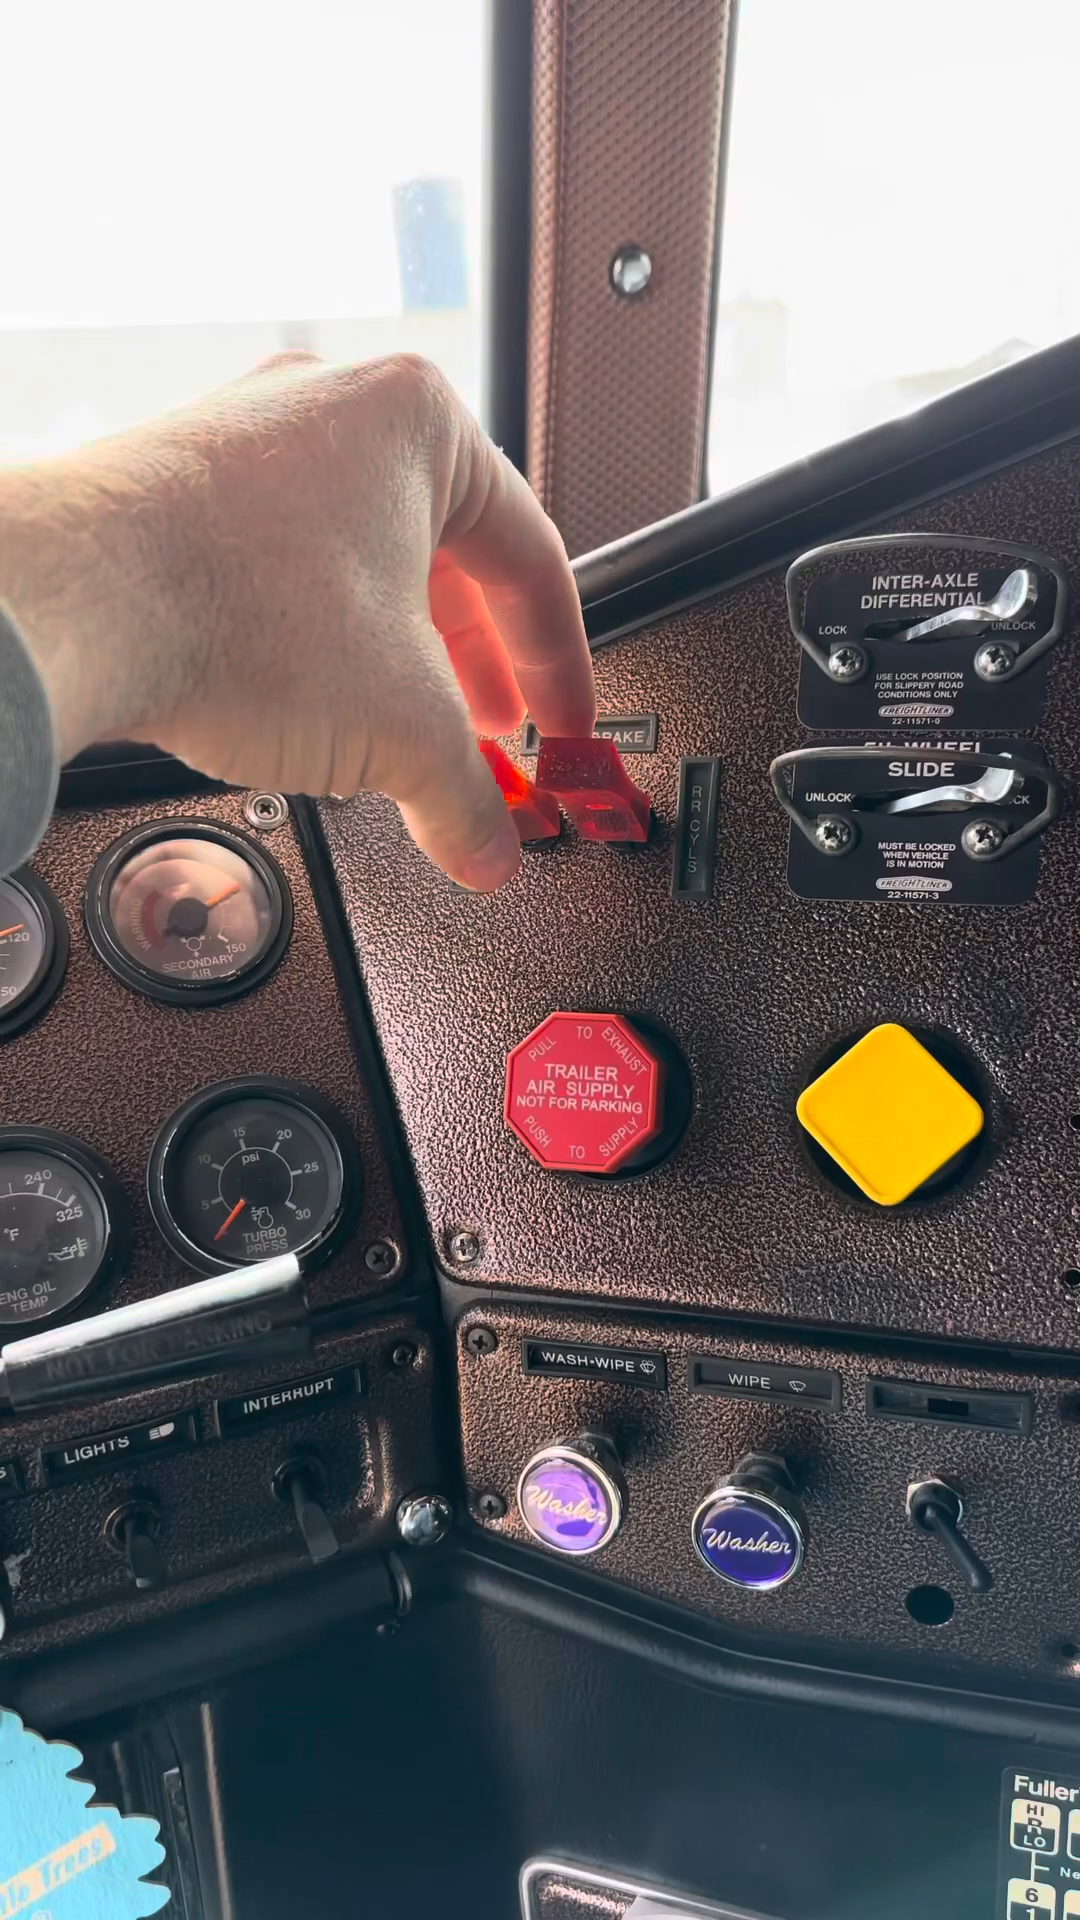 INTER-AXLE
DIFFERENTIAL
LOCK
UNLOCK
USE LOCK POSITION
FOR SLIPPERY ROAD
CONDITIONS ONLY
FREIGHTLINER
22-11571-0
BRAKE
SLIDE
UNLOCK
MUST BE LOCKED
WHEN VEHICLE
IS IN MOTION
FREIGHTLINER
22-11571-3
120
WARNING
150
SECONDARY
AIR
PULL TO EXHAUST
TRAILER
AIR SUPPLY
NOT FOR PARKING
PUSH TO SUPPLY
240
325
°F
ENG OIL
TEMP
5
10
15
20
25
30
psi
TURBO
PRESS
NOT FOR PARKING
LIGHTS
INTERRUPT
WASH-WIPE
WIPE
Washer
Washer
Fuller
HI
R
LO
6
Trees